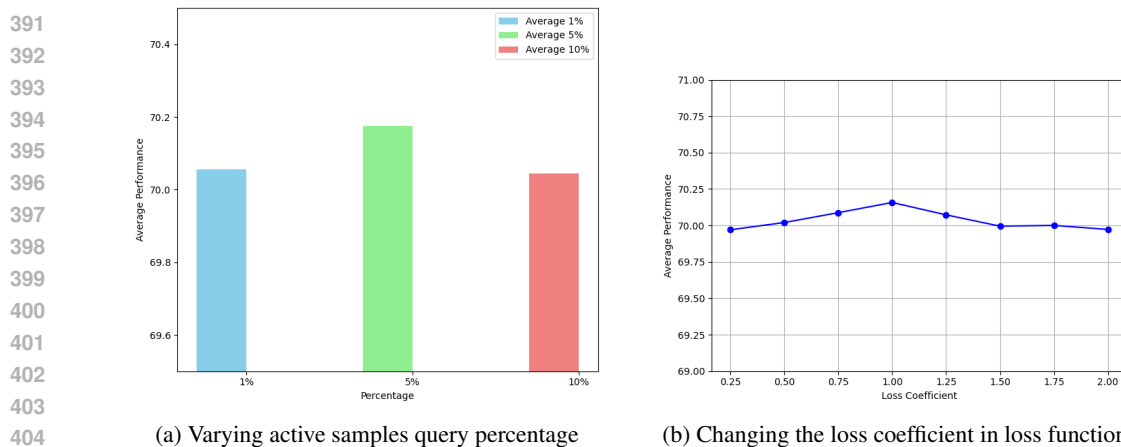 391
392
393
394
395
396
397
398
399
400
401
402
403
404
Average 1%
Average 5%
Average 10%
70.4
70.2
70.0
69.8
69.6
Average Performance
1% 5% 10%
Percentage
(a) Varying active samples query percentage
71.00
70.75
70.50
70.25
70.00
69.75
69.50
69.25
69.00
Average Performance
0.25 0.50 0.75 1.00 1.25 1.50 1.75 2.00
Loss Coefficient
(b) Changing the loss coefficient in loss function